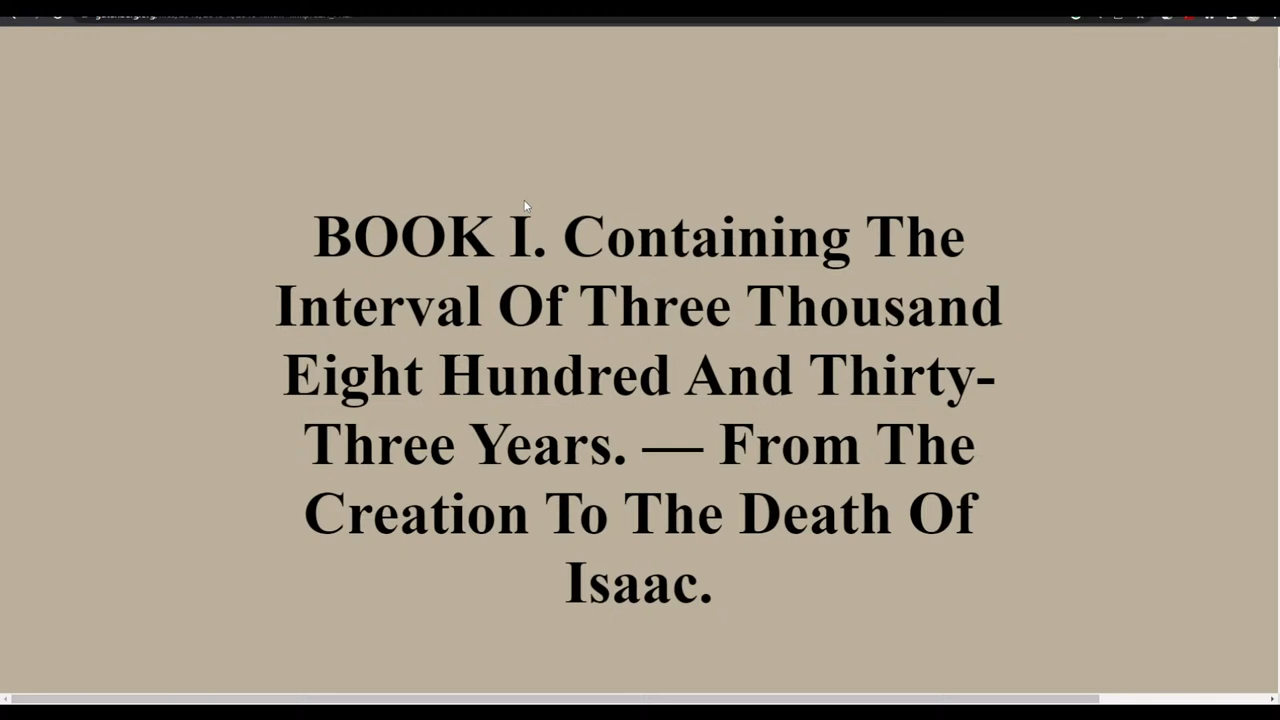 BOOK I. Containing The
Interval Of Three Thousand
Eight Hundred And Thirty-
Three Years. — From The
Creation To The Death Of
Isaac.